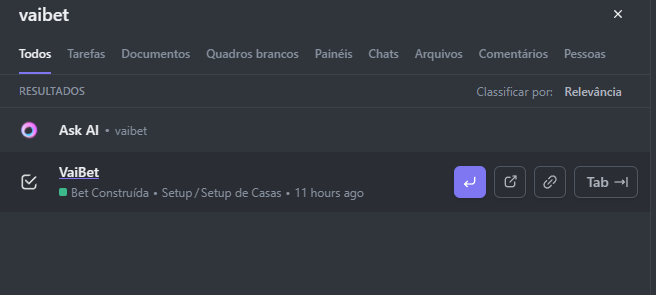 vaibet
Todos Tarefas Documentos Quadros brancos Painéis Chats Arquivos Comentários Pessoas
RESULTADOS Classificar por: Relevância
Ask AI • vaibet
VaiBet
Bet Construída • Setup / Setup de Casas • 11 hours ago
Tab